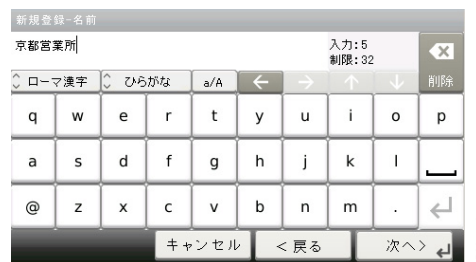 新規登録-名前
京都営業所
入力:5
制限:32
削除
ローマ漢字 ひらがな a/A ← → ↑ ↓
q w e r t y u i o p
a s d f g h j k l
@ z x c v b n m .
キャンセル <戻る 次へ>